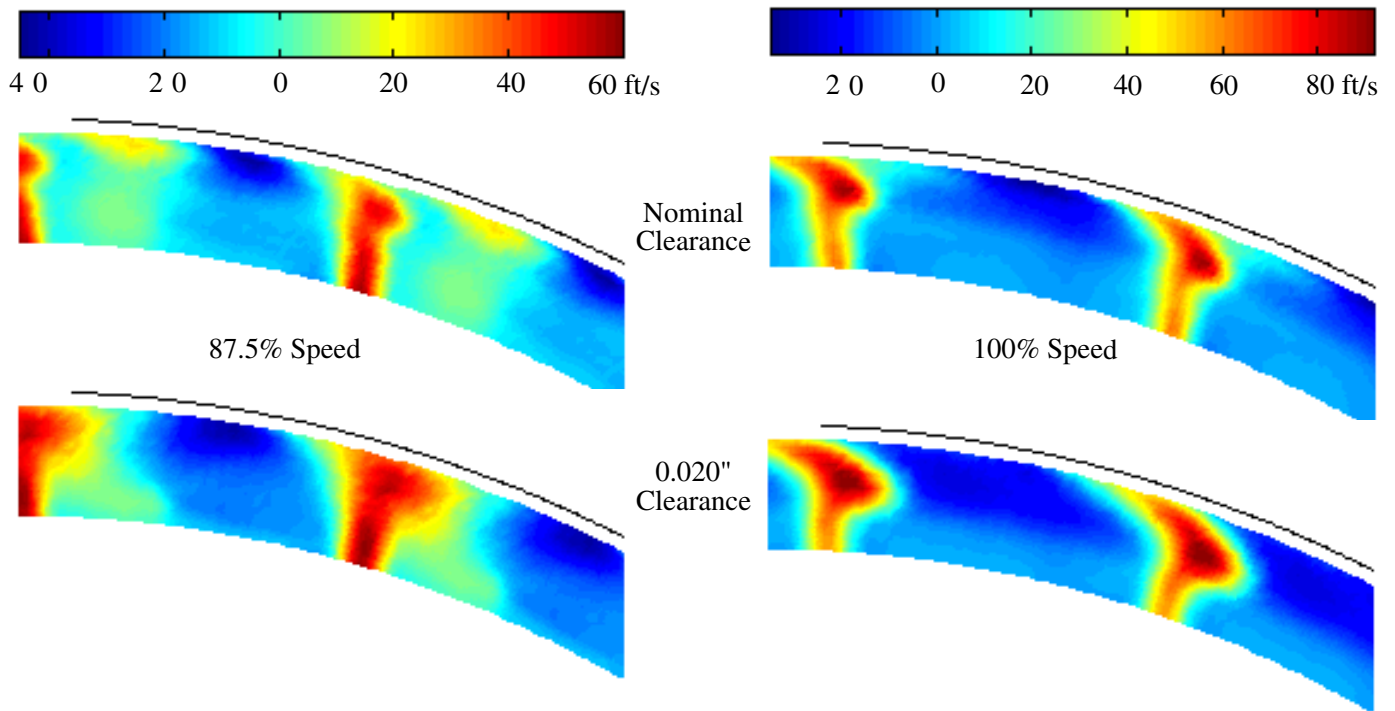 4 0 2 0 0 20 40 60 ft/s
2 0 0 20 40 60 80 ft/s
Nominal
Clearance
87.5% Speed
100% Speed
0.020"
Clearance